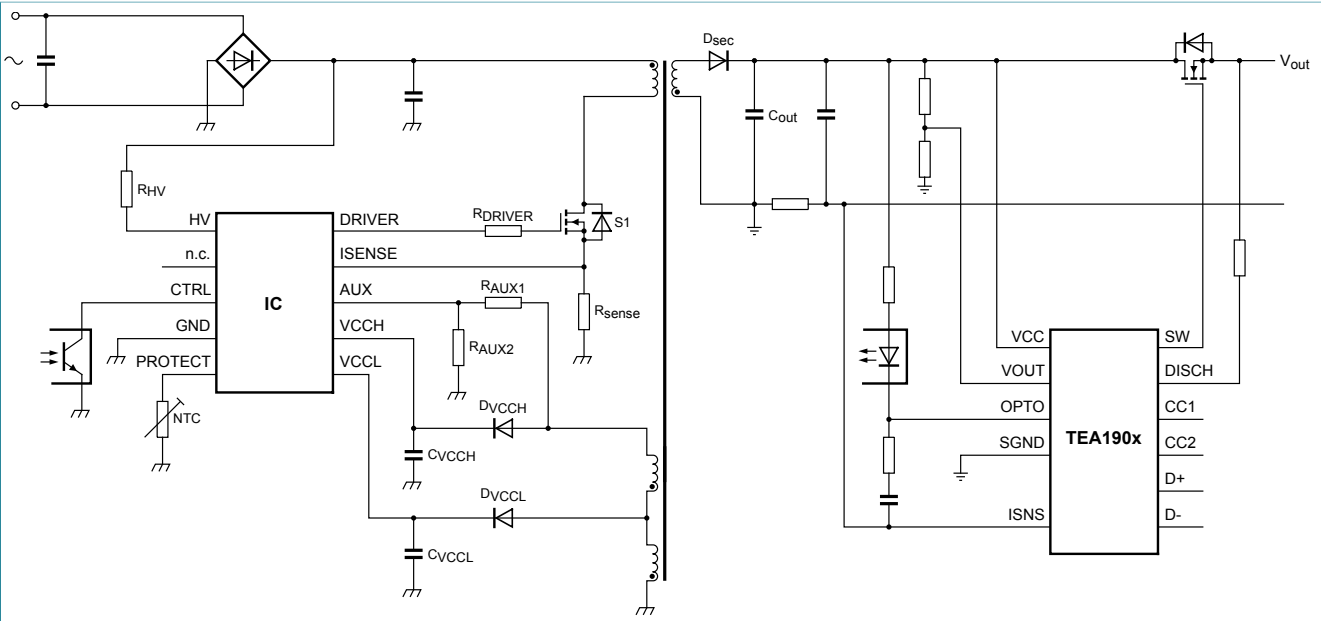 Dsec
Vout
Cout
RHV
HV
DRIVER
RDRIVER
S1
n.c.
ISENSE
CTRL
IC
AUX
RAUX1
Rsense
GND
VCCH
RAUX2
PROTECT
VCCL
NTC
DVCCH
CVCCH
DVCCL
CVCCL
VCC
SW
VOUT
DISCH
OPTO
CC1
TEA190x
SGND
CC2
D+
ISNS
D-